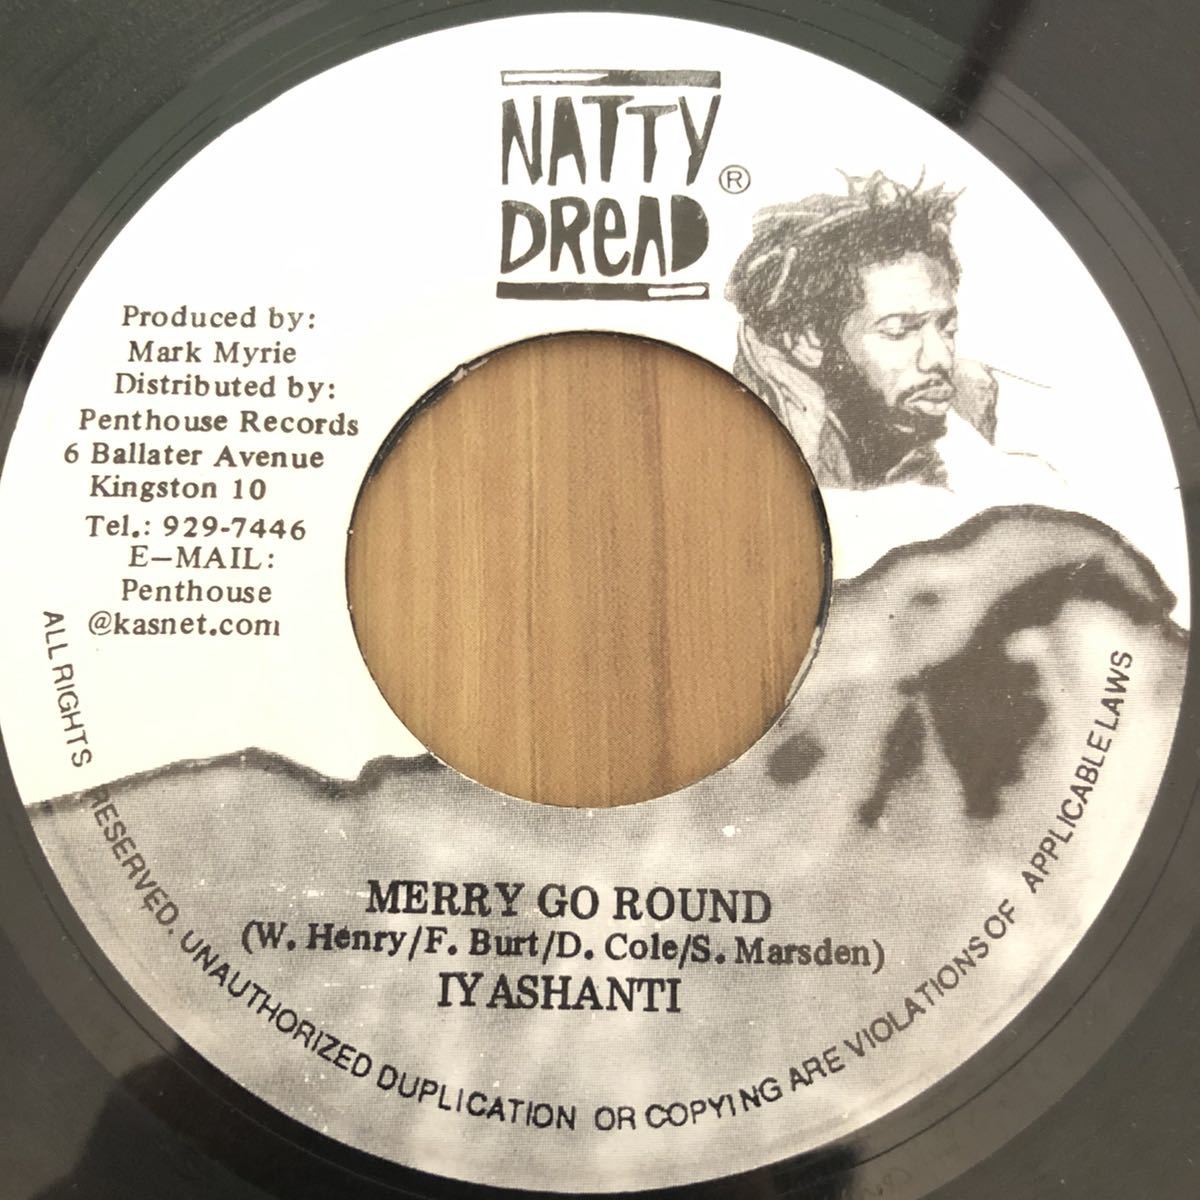 NATTY
DREAD
®
Produced by:
Mark Myrie
Distributed by:
Penthouse Records
6 Ballater Avenue
Kingston 10
Tel.: 929-7446
E-MAIL:
Penthouse
@kasnet.com
MERRY GO ROUND
(W. Henry/F. Burt/D. Cole/S. Marsden)
IYASHANTI
ALL RIGHTS RESERVED. UNAUTHORIZED DUPLICATION OR COPYING ARE VIOLATIONS OF APPLICABLE LAWS